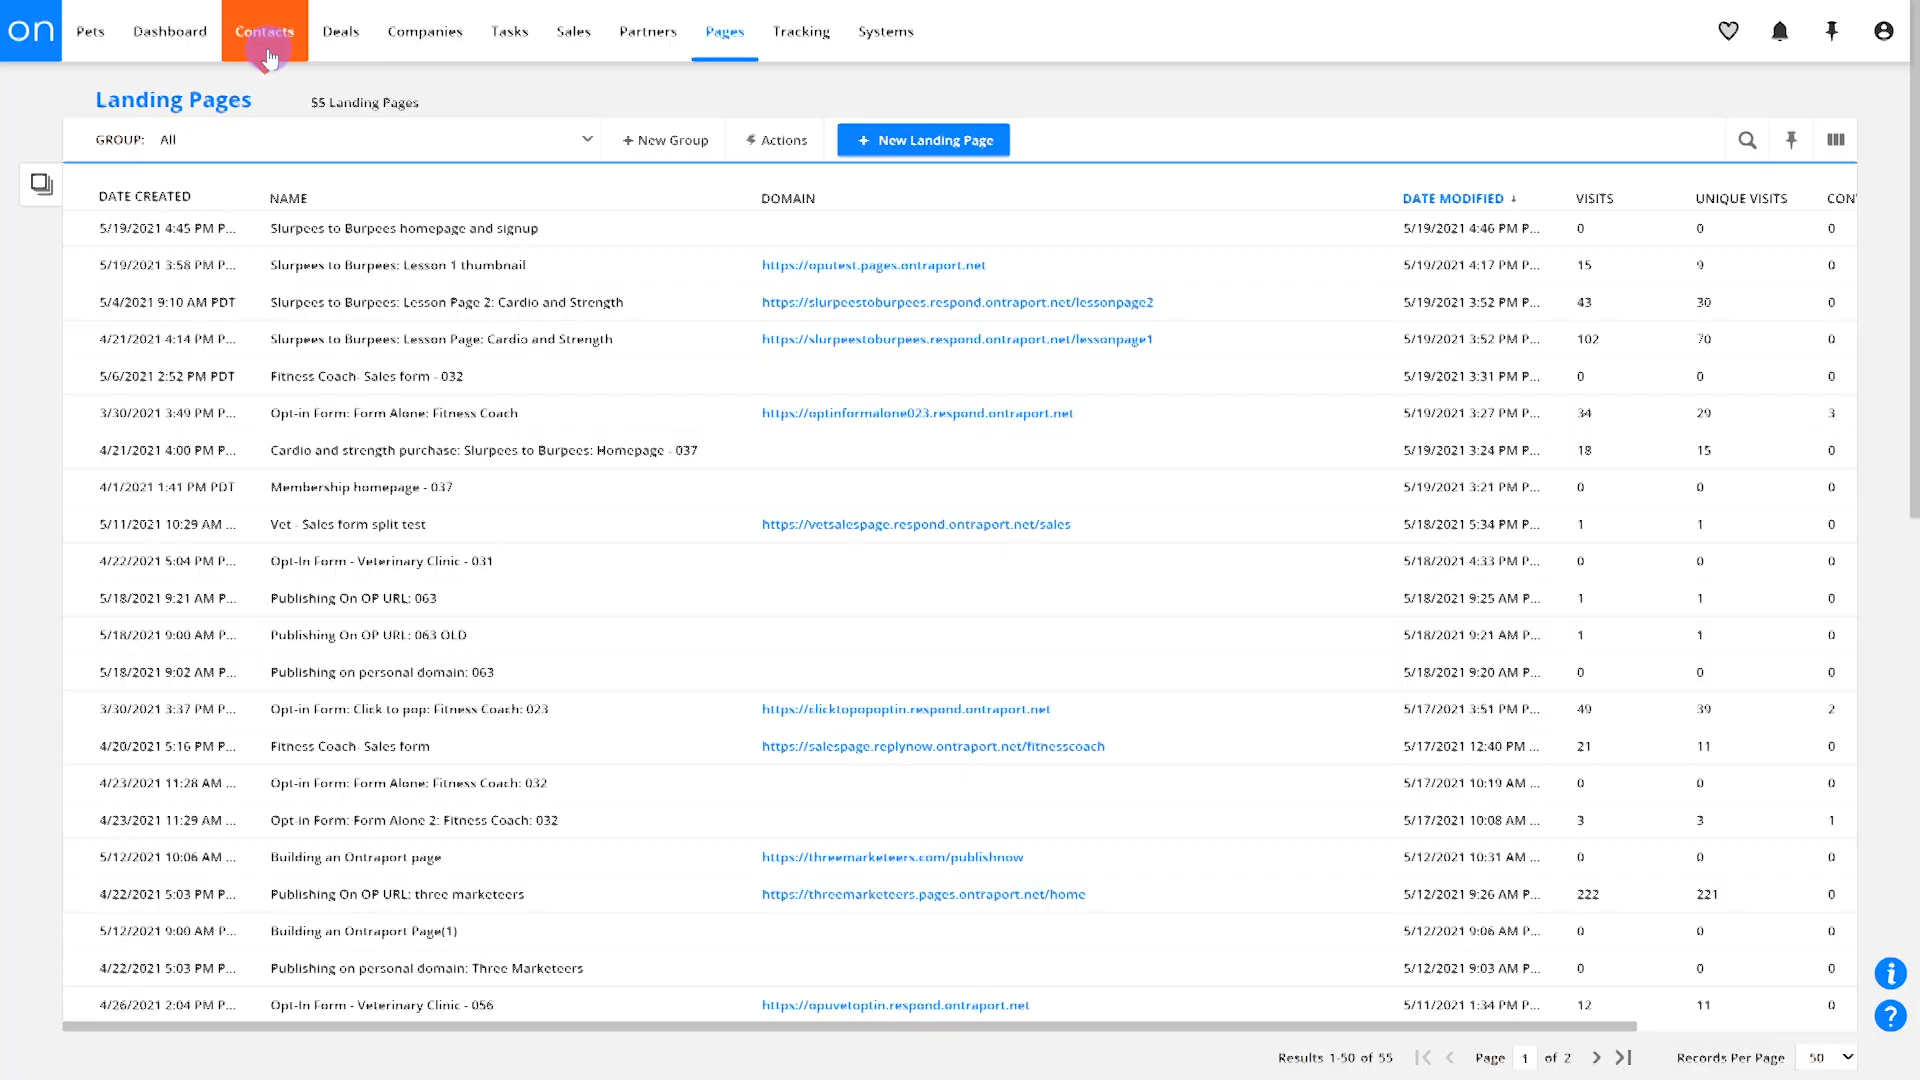 on Pets Dashboard Contacts Deals Companies Tasks Sales Partners Pages Tracking Systems
Landing Pages 55 Landing Pages
GROUP: All + New Group Actions + New Landing Page
DATE CREATED NAME DOMAIN DATE MODIFIED VISITS UNIQUE VISITS CON
5/19/2021 4:45 PM P... Slurpees to Burpees homepage and signup 5/19/2021 4:46 PM P... 0 0 0
5/19/2021 3:58 PM P... Slurpees to Burpees: Lesson 1 thumbnail https://oputest.pages.ontraport.net 5/19/2021 4:17 PM P... 15 9 0
5/4/2021 9:10 AM PDT Slurpees to Burpees: Lesson Page 2: Cardio and Strength https://slurpeestoburpees.respond.ontraport.net/lessonpage2 5/19/2021 3:52 PM P... 43 30 0
4/21/2021 4:14 PM P... Slurpees to Burpees: Lesson Page: Cardio and Strength https://slurpeestoburpees.respond.ontraport.net/lessonpage1 5/19/2021 3:52 PM P... 102 70 0
5/6/2021 2:52 PM PDT Fitness Coach- Sales form - 032 5/19/2021 3:31 PM P... 0 0 0
3/30/2021 3:49 PM P... Opt-in Form: Form Alone: Fitness Coach https://optinformalone023.respond.ontraport.net 5/19/2021 3:27 PM P... 34 29 3
4/21/2021 4:00 PM P... Cardio and strength purchase: Slurpees to Burpees: Homepage - 037 5/19/2021 3:24 PM P... 18 15 0
4/1/2021 1:41 PM PDT Membership homepage - 037 5/19/2021 3:21 PM P... 0 0 0
5/11/2021 10:29 AM ... Vet - Sales form split test https://vetsalespage.respond.ontraport.net/sales 5/18/2021 5:34 PM P... 1 1 0
4/22/2021 5:04 PM P... Opt-In Form - Veterinary Clinic - 031 5/18/2021 4:33 PM P... 0 0 0
5/18/2021 9:21 AM P... Publishing On OP URL: 063 5/18/2021 9:25 AM P... 1 1 0
5/18/2021 9:00 AM P... Publishing On OP URL: 063 OLD 5/18/2021 9:21 AM P... 1 1 0
5/18/2021 9:02 AM P... Publishing on personal domain: 063 5/18/2021 9:20 AM P... 0 0 0
3/30/2021 3:37 PM P... Opt-in Form: Click to pop: Fitness Coach: 023 https://clicktopopoptin.respond.ontraport.net 5/17/2021 3:51 PM P... 49 39 2
4/20/2021 5:16 PM P... Fitness Coach- Sales form https://salespage.replynow.ontraport.net/fitnesscoach 5/17/2021 12:40 PM ... 21 11 0
4/23/2021 11:28 AM ... Opt-in Form: Form Alone: Fitness Coach: 032 5/17/2021 10:19 AM ... 0 0 0
4/23/2021 11:29 AM ... Opt-in Form: Form Alone 2: Fitness Coach: 032 5/17/2021 10:08 AM ... 3 3 1
5/12/2021 10:06 AM ... Building an Ontraport page https://threemarketeers.com/publishnow 5/12/2021 10:31 AM ... 0 0 0
4/22/2021 5:03 PM P... Publishing On OP URL: three marketeers https://threemarketeers.pages.ontraport.net/home 5/12/2021 9:26 AM P... 222 221 0
5/12/2021 9:00 AM P... Building an Ontraport Page(1) 5/12/2021 9:06 AM P... 0 0 0
4/22/2021 5:03 PM P... Publishing on personal domain: Three Marketeers 5/12/2021 9:03 AM P... 0 0 0
4/26/2021 2:04 PM P... Opt-In Form - Veterinary Clinic - 056 https://opuvetoptin.respond.ontraport.net 5/11/2021 1:34 PM P... 12 11 0
Results 1-50 of 55 Page 1 of 2 Records Per Page 50